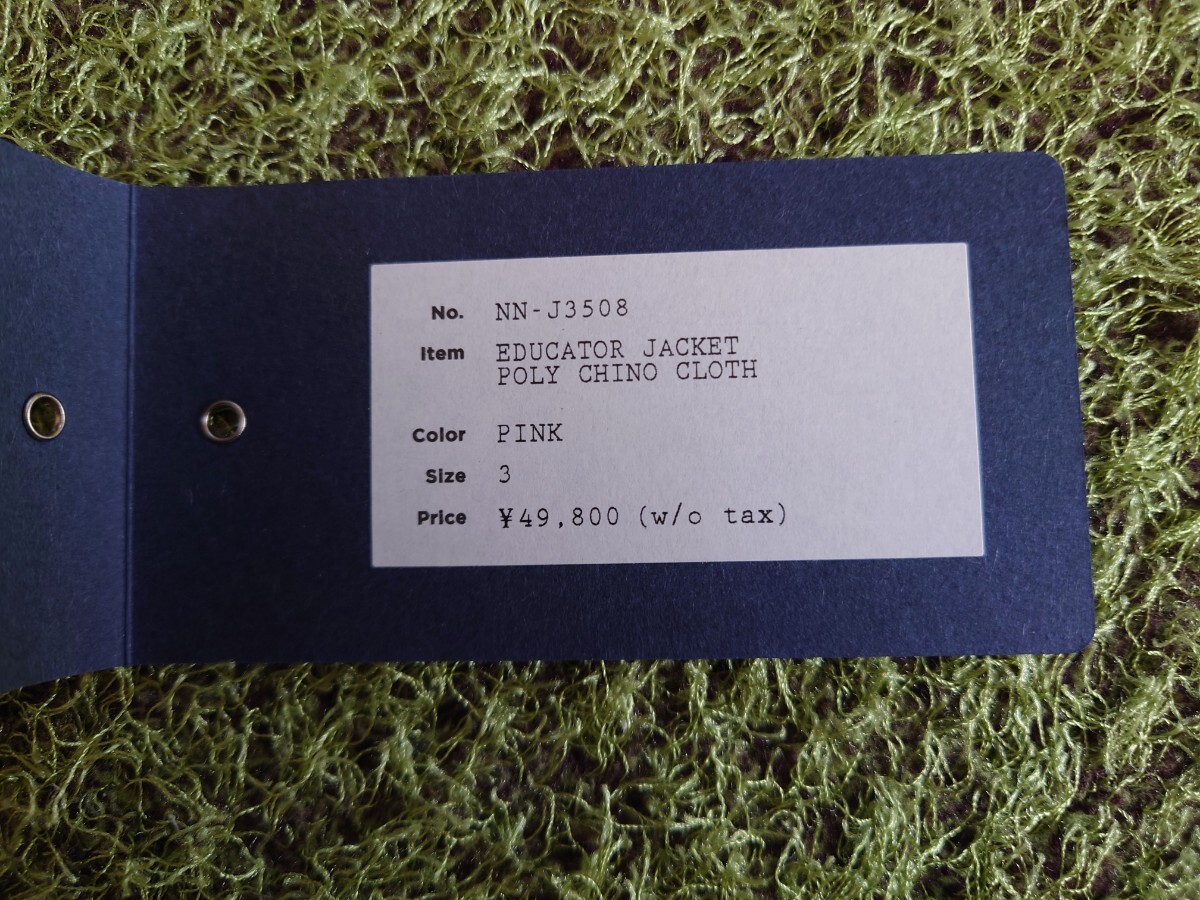 No. NN-J3508
Item EDUCATOR JACKET
POLY CHINO CLOTH
Color PINK
Size 3
Price ¥49,800 (w/o tax)